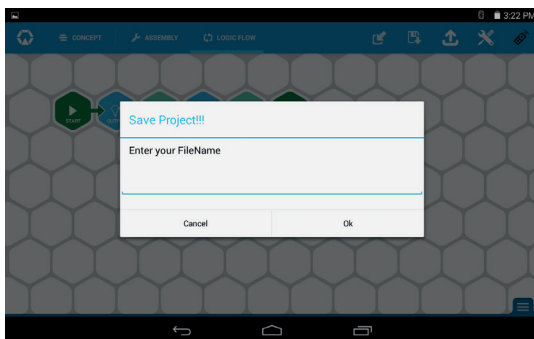 3:22 PM
CONCEPT
ASSEMBLY
LOGIC FLOW
START
Save Project!!!
Enter your FileName
Cancel
Ok